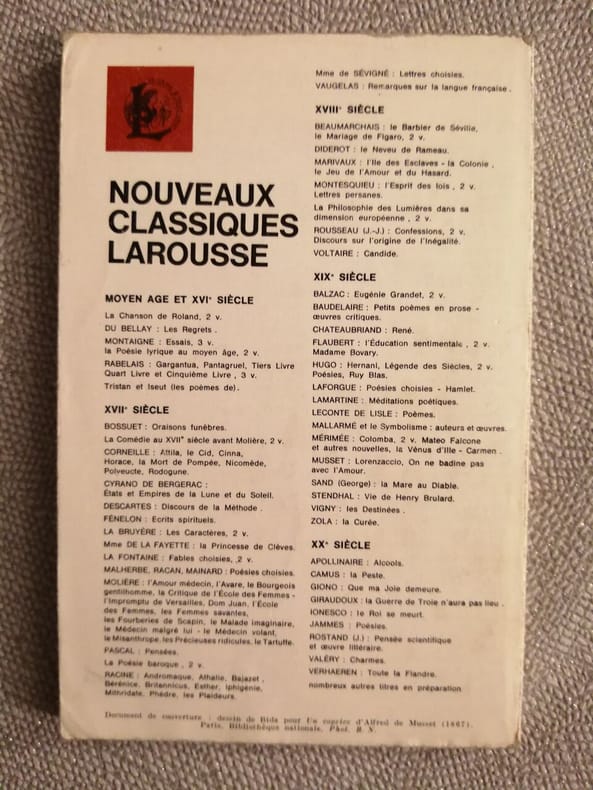 NOUVEAUX
CLASSIQUES
LAROUSSE
MOYEN AGE ET XVIe SIÈCLE
La Chanson de Roland, 2 v.
DU BELLAY : Les Regrets .
MONTAIGNE : Essais, 3 v.
la Poésie lyrique au moyen âge, 2 v.
RABELAIS : Gargantua, Pantagruel, Tiers Livre
Quart Livre et Cinquième Livre , 3 v.
Tristan et Iseut (les poèmes de).
XVIIe SIÈCLE
BOSSUET : Oraisons funèbres.
La Comédie au XVIIe siècle avant Molière, 2 v.
CORNEILLE : Attila, le Cid, Cinna,
Horace, la Mort de Pompée, Nicomède,
Polyeucte, Rodogune.
CYRANO DE BERGERAC :
États et Empires de la Lune et du Soleil.
DESCARTES : Discours de la Méthode .
FÉNELON : Écrits spirituels.
LA BRUYÈRE : Les Caractères, 2 v.
Mme DE LA FAYETTE : la Princesse de Clèves.
LA FONTAINE : Fables choisies, 2 v.
MALHERBE, RACAN, MAINARD : Poésies choisies.
MOLIÈRE : l'Amour médecin, l'Avare, le Bourgeois
gentilhomme, la Critique de l'École des Femmes -
l'Impromptu de Versailles, Dom Juan, l'École
des Femmes, les Femmes savantes,
les Fourberies de Scapin, le Malade imaginaire,
le Médecin malgré lui - le Médecin volant,
le Misanthrope, les Précieuses ridicules, le Tartuffe.
PASCAL : Pensées.
La Poésie baroque , 2 v.
RACINE : Andromaque, Athalie, Bajazet ,
Bérénice, Britannicus, Esther, Iphigénie,
Mithridate, Phèdre, les Plaideurs.
Mme de SÉVIGNÉ : Lettres choisies.
VAUGELAS : Remarques sur la langue française .
XVIIIe SIÈCLE
BEAUMARCHAIS : le Barbier de Séville,
le Mariage de Figaro, 2 v.
DIDEROT : le Neveu de Rameau.
MARIVAUX : l'Ile des Esclaves - la Colonie ,
le Jeu de l'Amour et du Hasard.
MONTESQUIEU : l'Esprit des lois , 2 v.
Lettres persanes.
La Philosophie des Lumières dans sa
dimension européenne , 2 v.
ROUSSEAU (J.-J.) : Confessions, 2 v.
Discours sur l'origine de l'Inégalité.
VOLTAIRE : Candide.
XIXe SIÈCLE
BALZAC : Eugénie Grandet, 2 v.
BAUDELAIRE : Petits poèmes en prose -
œuvres critiques.
CHATEAUBRIAND : René.
FLAUBERT : l'Éducation sentimentale , 2 v.
Madame Bovary.
HUGO : Hernani, Légende des Siècles, 2 v.
Poésies, Ruy Blas.
LAFORGUE : Poésies choisies - Hamlet.
LAMARTINE : Méditations poétiques.
LECONTE DE LISLE : Poèmes.
MALLARMÉ et le Symbolisme : auteurs et œuvres.
MÉRIMÉE : Colomba, 2 v. Mateo Falcone
et autres nouvelles, la Vénus d'Ille - Carmen .
MUSSET : Lorenzaccio, On ne badine pas
avec l'Amour.
SAND (George) : la Mare au Diable.
STENDHAL : Vie de Henry Brulard.
VIGNY : les Destinées .
ZOLA : la Curée.
XXe SIÈCLE
APOLLINAIRE : Alcools.
CAMUS : la Peste.
GIONO : Que ma Joie demeure.
GIRAUDOUX : la Guerre de Troie n'aura pas lieu .
IONESCO : le Roi se meurt.
JAMMES : Poésies.
ROSTAND (J.) : Pensée scientifique
et œuvre littéraire.
VALÉRY : Charmes.
VERHAEREN : Toute la Flandre.
nombreux autres titres en préparation
Document de couverture : dessin de Bida pour Un caprice d'Alfred de Musset (1867).
Paris, Bibliothèque nationale. Phot. B. N.